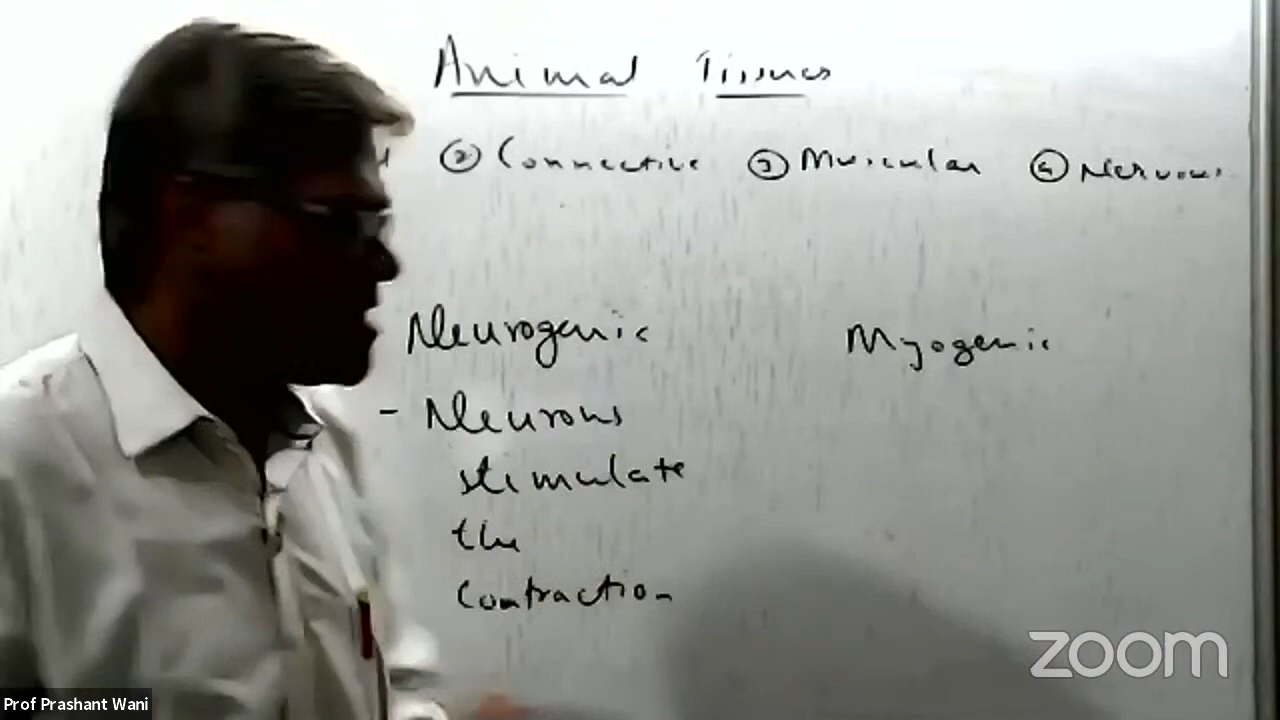 Animal Tissues
② Connective ③ Muscular ④ Nervous
Neurogenic Myogenic
- Neurons
stimulate
the
contraction
zoom
Prof Prashant Wani